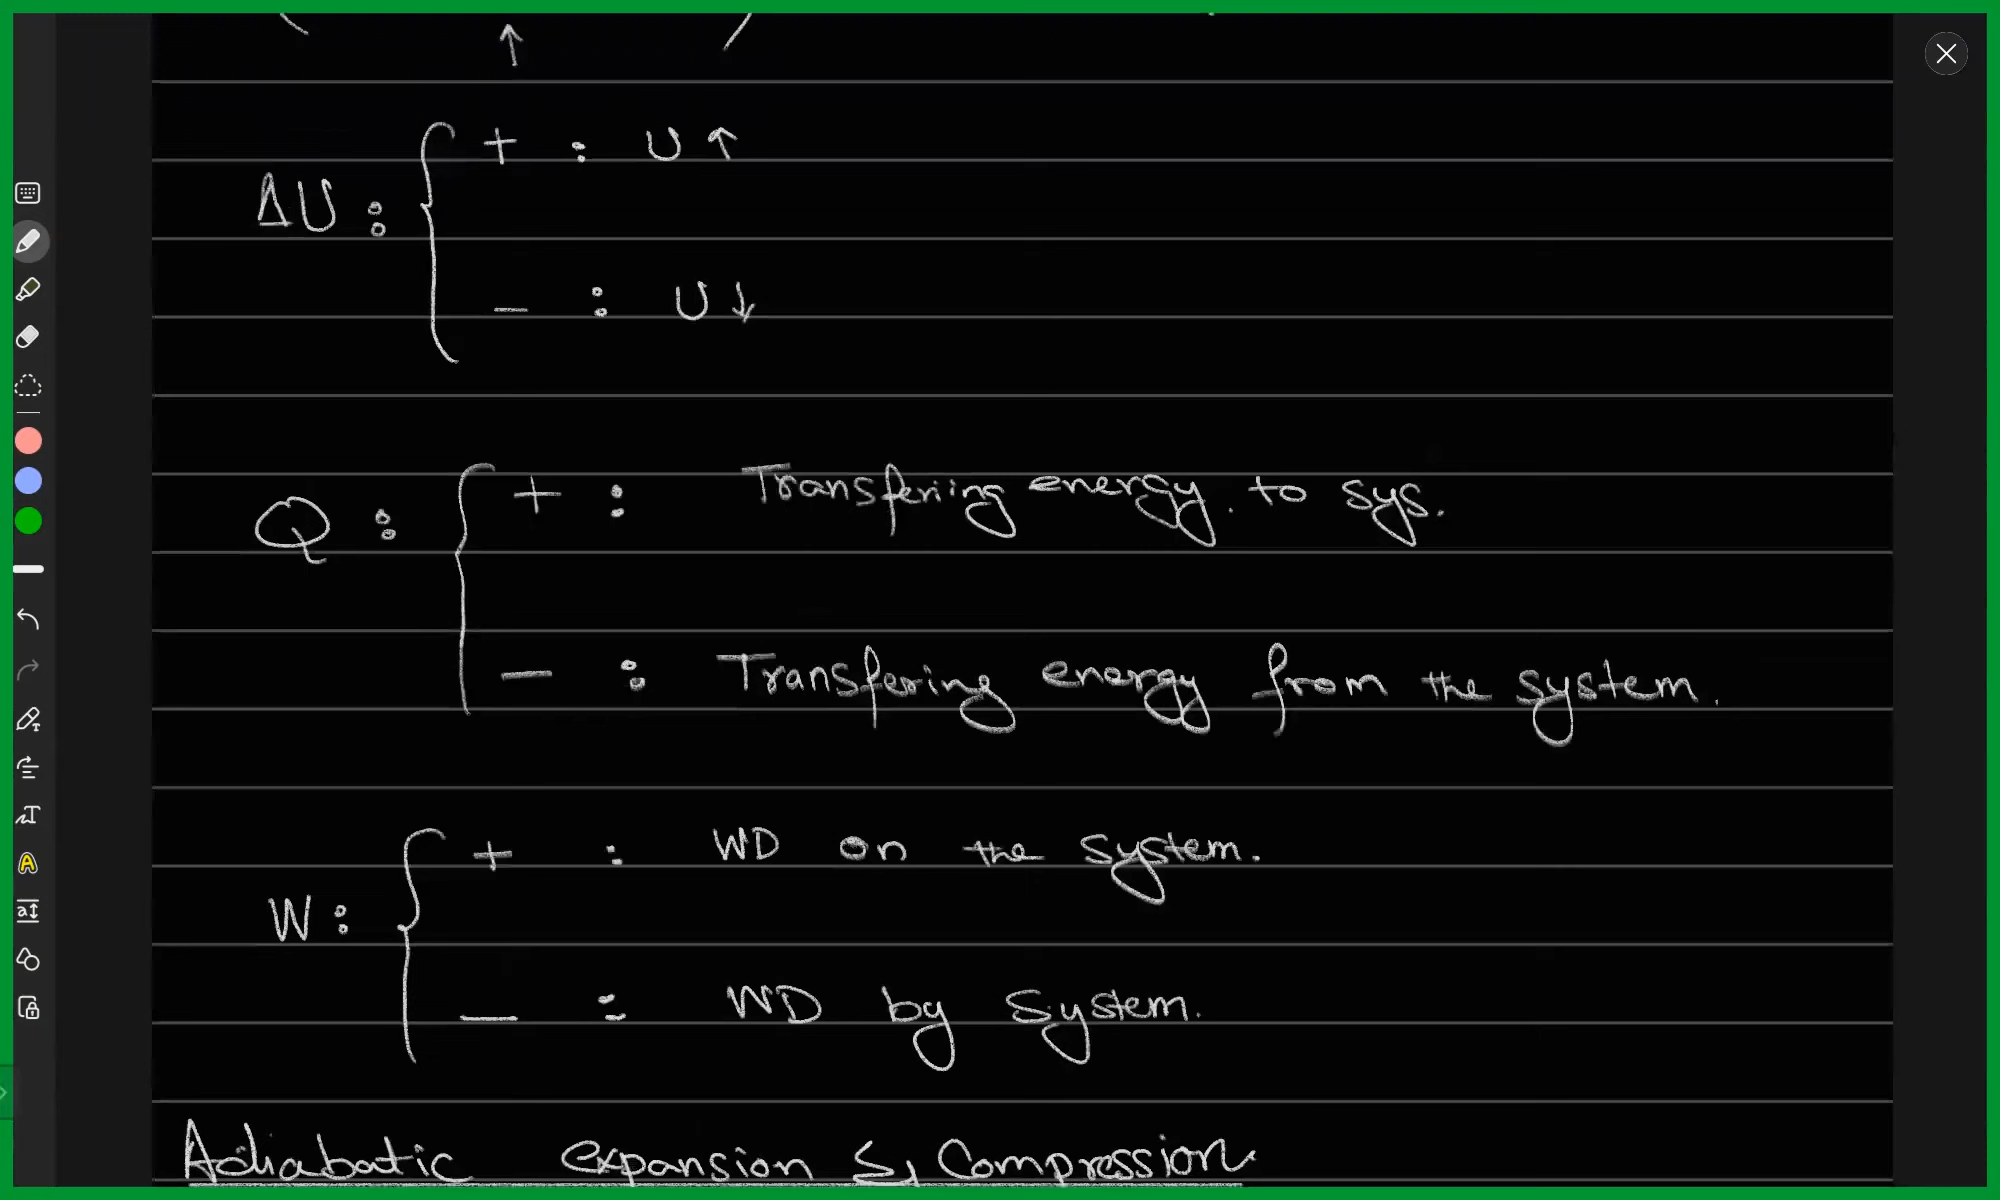 + : U ↑
ΔU :
- : U ↓
+ : Transfering energy. to sys.
Q :
- : Transfering energy from the system.
+ : WD on the system.
W :
- : WD by system.
Adiabatic expansion & Compression